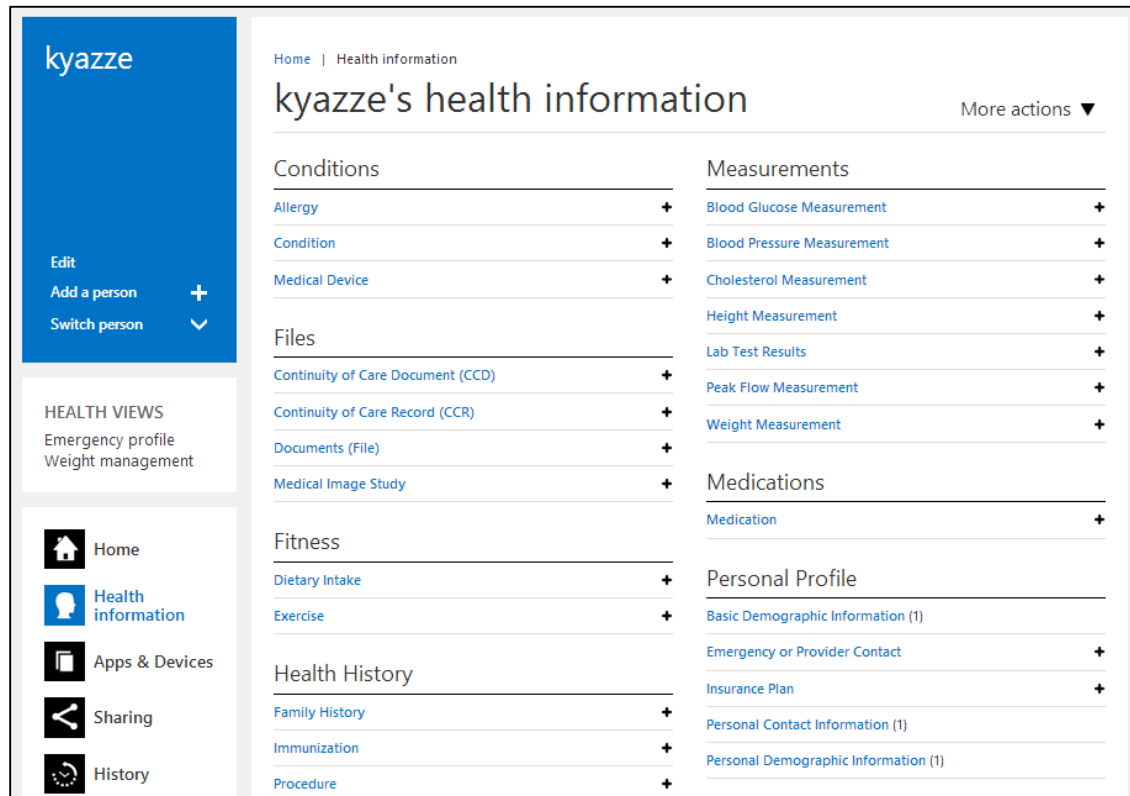 kyazze
Edit
Add a person
Switch person
HEALTH VIEWS
Emergency profile
Weight management
Home
Health
information
Apps & Devices
Sharing
History
Home | Health information
kyazze's health information
More actions ▼
Conditions
Allergy +
Condition +
Medical Device +
Files
Continuity of Care Document (CCD) +
Continuity of Care Record (CCR) +
Documents (File) +
Medical Image Study +
Fitness
Dietary Intake +
Exercise +
Health History
Family History +
Immunization +
Procedure +
Measurements
Blood Glucose Measurement +
Blood Pressure Measurement +
Cholesterol Measurement +
Height Measurement +
Lab Test Results +
Peak Flow Measurement +
Weight Measurement +
Medications
Medication +
Personal Profile
Basic Demographic Information (1)
Emergency or Provider Contact +
Insurance Plan +
Personal Contact Information (1)
Personal Demographic Information (1)